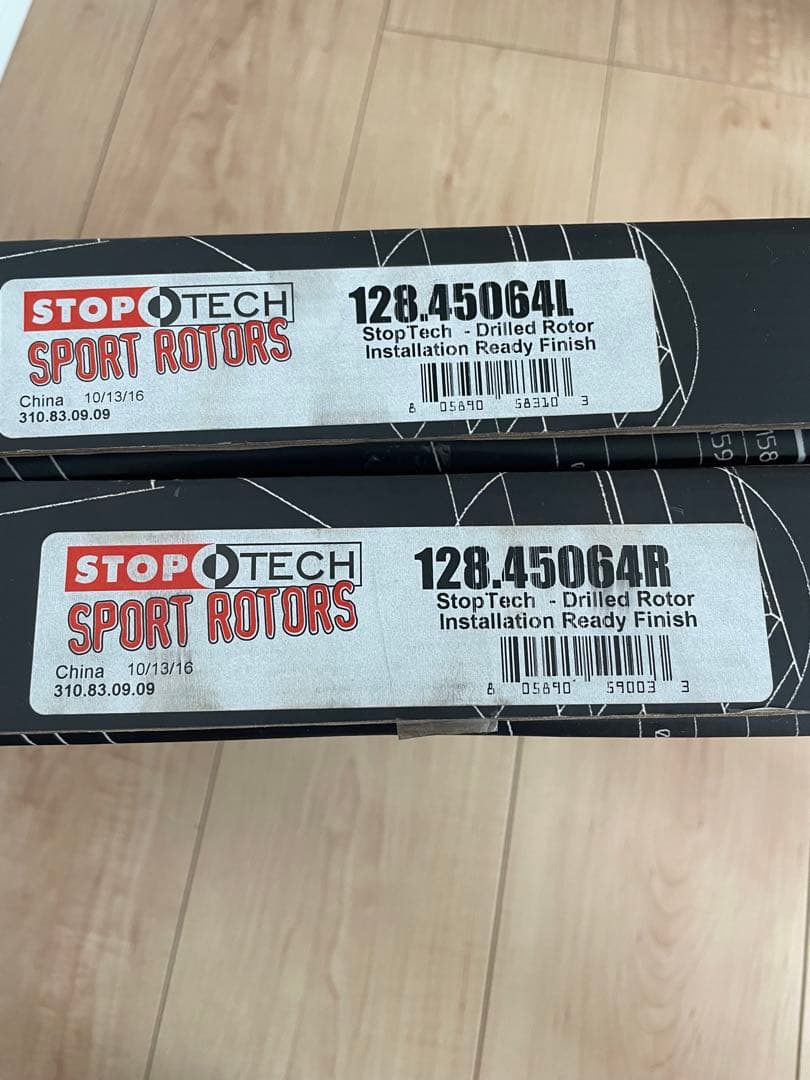 STOPTECH
SPORT ROTORS
China 10/13/16
310.83.09.09
128.45064L
StopTech - Drilled Rotor
Installation Ready Finish
8 05890 58310 3
59
158
STOPTECH
SPORT ROTORS
China 10/13/16
310.83.09.09
128.45064R
StopTech - Drilled Rotor
Installation Ready Finish
8 05890 59003 3